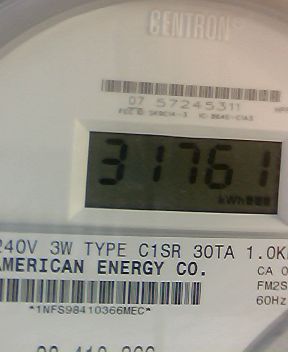 CENTRON®
07 57245311
31761
kWh
240V 3W TYPE C1SR 30TA 1.0K
AMERICAN ENERGY CO.
CA 0
FM2S
60Hz
*1NFS98410366MEC*